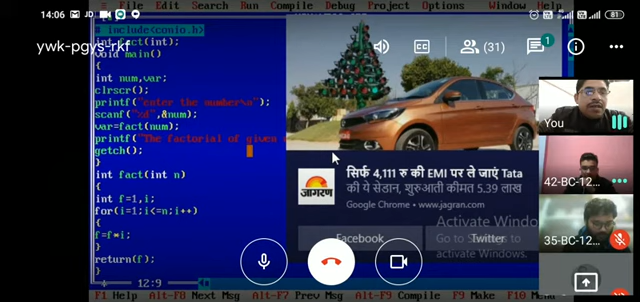 14:06
81
File Edit Search Run Compile Debug Project Options Window Help
ywk-pgys-rkf
(31)
1
# include<conio.h>
int fact(int);
void main()
{
int num,var;
clrscr();
printf("enter the number%n");
scanf("%d",&num);
var=fact(num);
printf("The factorial of given
getch();
}
int fact(int n)
{
int f=1,i;
for(i=1;i<=n;i++)
{
f=f*i;
}
return(f);
}
12:9
जागरण
सिर्फ 4,111 रु की EMI पर ले जाएं Tata
की ये सेडान, शुरुआती कीमत 5.39 लाख
Google Chrome • www.jagran.com
Facebook
Twitter
Activate Windo
Go to Settings to
activate Windows.
You
42-BC-12...
35-BC-12...
F1 Help Alt-F8 Next Msg Alt-F7 Prev Msg Alt-F9 Compile F9 Make F10 Menu